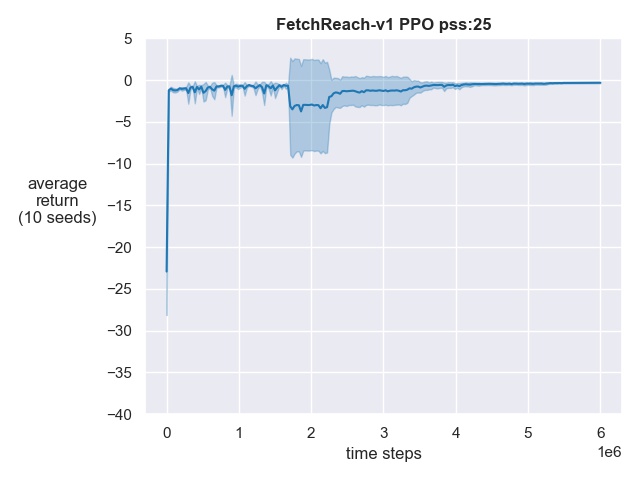 FetchReach-v1 PPO pss:25
5
0
−5
−10
−15
−20
−25
−30
−35
−40
average
return
(10 seeds)
0 1 2 3 4 5 6
1e6
time steps